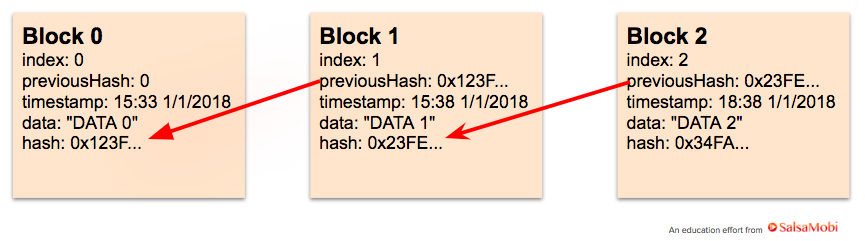 Block 0
index: 0
previousHash: 0
timestamp: 15:33 1/1/2018
data: "DATA 0"
hash: 0x123F...
Block 1
index: 1
previousHash: 0x123F...
timestamp: 15:38 1/1/2018
data: "DATA 1"
hash: 0x23FE...
Block 2
index: 2
previousHash: 0x23FE...
timestamp: 18:38 1/1/2018
data: "DATA 2"
hash: 0x34FA...
An education effort from SalsaMobi